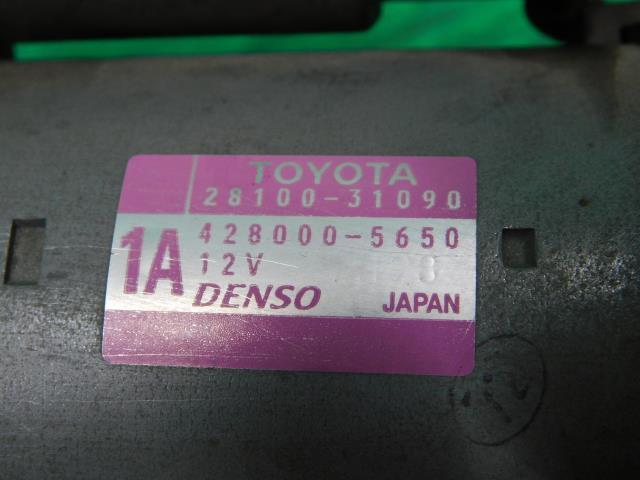 TOYOTA
28100-31090
1A
428000-5650
12V
DENSO JAPAN